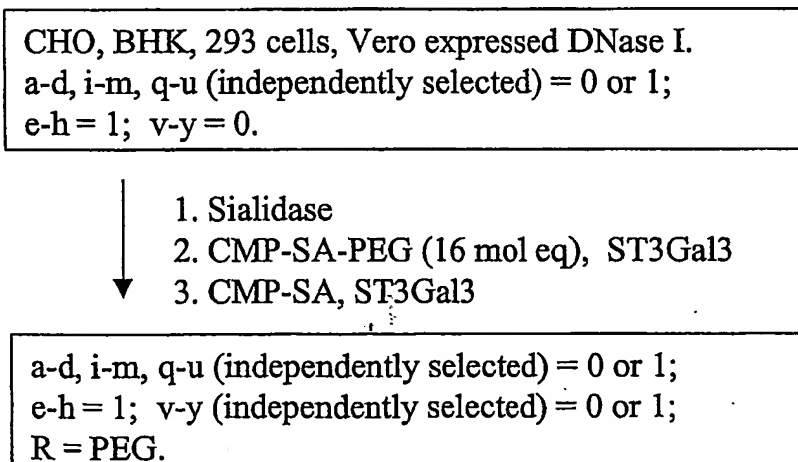 CHO, BHK, 293 cells, Vero expressed DNase I.
a-d, i-m, q-u (independently selected) = 0 or 1;
e-h = 1; v-y = 0.
1. Sialidase
2. CMP-SA-PEG (16 mol eq), ST3Gal3
3. CMP-SA, ST3Gal3
a-d, i-m, q-u (independently selected) = 0 or 1;
e-h = 1; v-y (independently selected) = 0 or 1;
R = PEG.